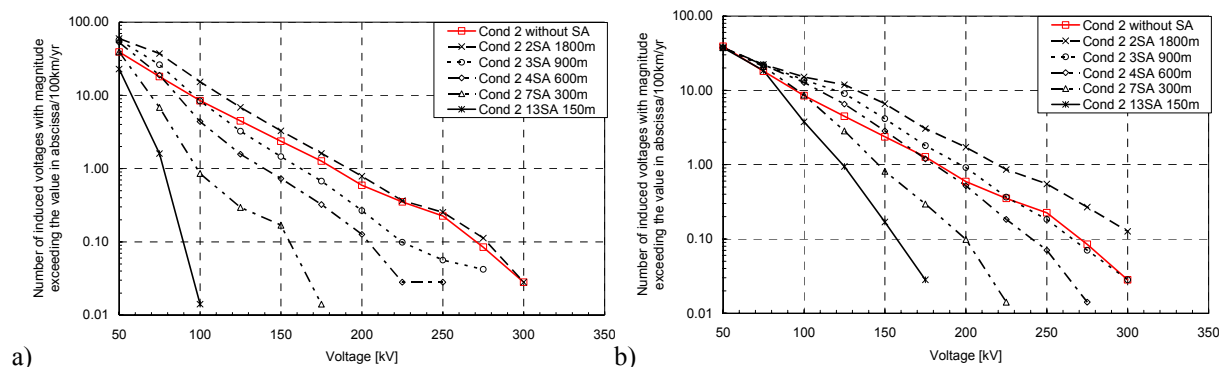 Number of induced voltages with magnitude
exceeding the value in abscissa/100km/yr
100.00
10.00
1.00
0.10
0.01
Cond 2 without SA
Cond 2 2SA 1800m
Cond 2 3SA 900m
Cond 2 4SA 600m
Cond 2 7SA 300m
Cond 2 13SA 150m
50
100
150
200
250
300
350
Voltage [kV]
a)
Number of induced voltages with magnitude
exceeding the value in abscissa/100km/yr
100.00
10.00
1.00
0.10
0.01
Cond 2 without SA
Cond 2 2SA 1800m
Cond 2 3SA 900m
Cond 2 4SA 600m
Cond 2 7SA 300m
Cond 2 13SA 150m
50
100
150
200
250
300
350
Voltage [kV]
b)